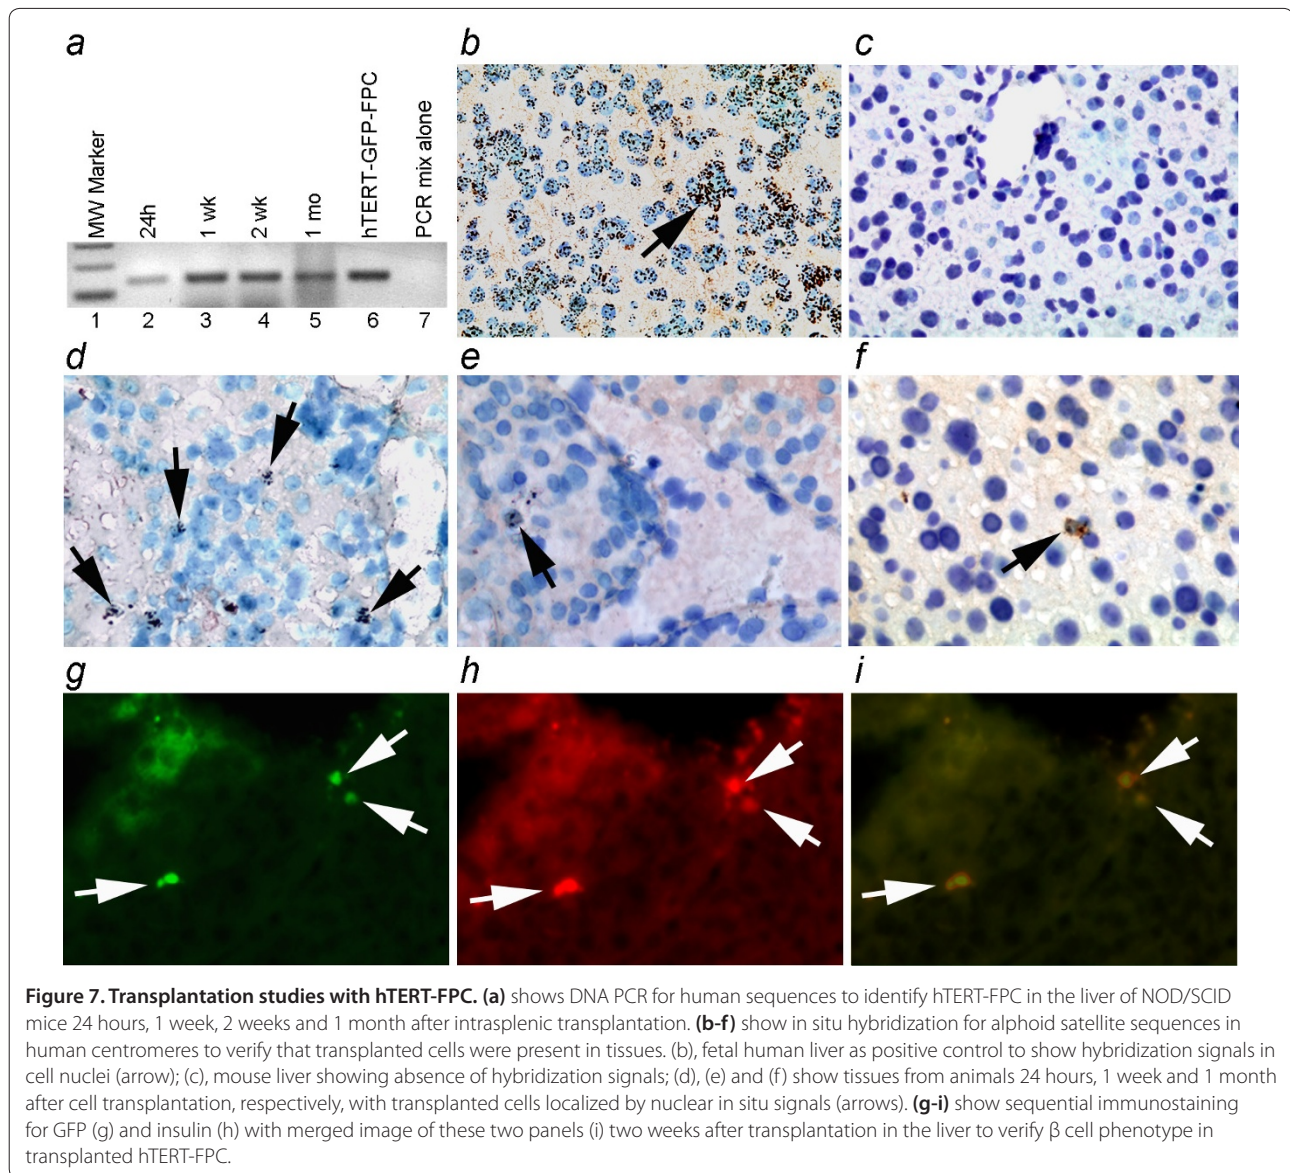 a
b
c
MW Marker
24h
1 wk
2 wk
1 mo
hTERT-GFP-FPC
PCR mix alone
1 2 3 4 5 6 7
d
e
f
g
h
i
Figure 7. Transplantation studies with hTERT-FPC. (a) shows DNA PCR for human sequences to identify hTERT-FPC in the liver of NOD/SCID
mice 24 hours, 1 week, 2 weeks and 1 month after intrasplenic transplantation. (b-f) show in situ hybridization for alphoid satellite sequences in
human centromeres to verify that transplanted cells were present in tissues. (b), fetal human liver as positive control to show hybridization signals in
cell nuclei (arrow); (c), mouse liver showing absence of hybridization signals; (d), (e) and (f) show tissues from animals 24 hours, 1 week and 1 month
after cell transplantation, respectively, with transplanted cells localized by nuclear in situ signals (arrows). (g-i) show sequential immunostaining
for GFP (g) and insulin (h) with merged image of these two panels (i) two weeks after transplantation in the liver to verify β cell phenotype in
transplanted hTERT-FPC.